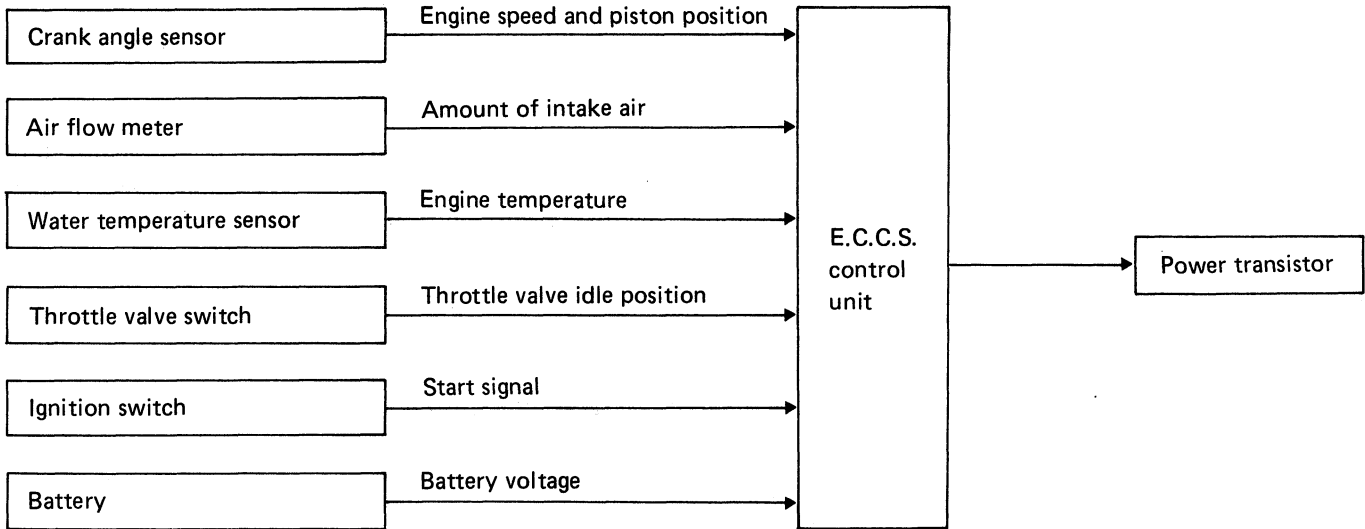 Crank angle sensor
Engine speed and piston position
Air flow meter
Amount of intake air
Water temperature sensor
Engine temperature
Throttle valve switch
Throttle valve idle position
Ignition switch
Start signal
Battery
Battery voltage
E.C.C.S.
control
unit
Power transistor